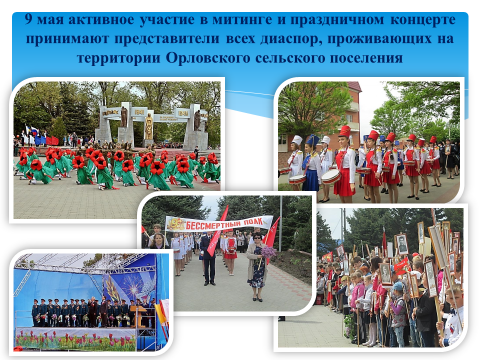 9 мая активное участие в митинге и праздничном концерте
принимают представители всех диаспор, проживающих на
территории Орловского сельского поселения
БЕССМЕРТНЫЙ ПОЛК